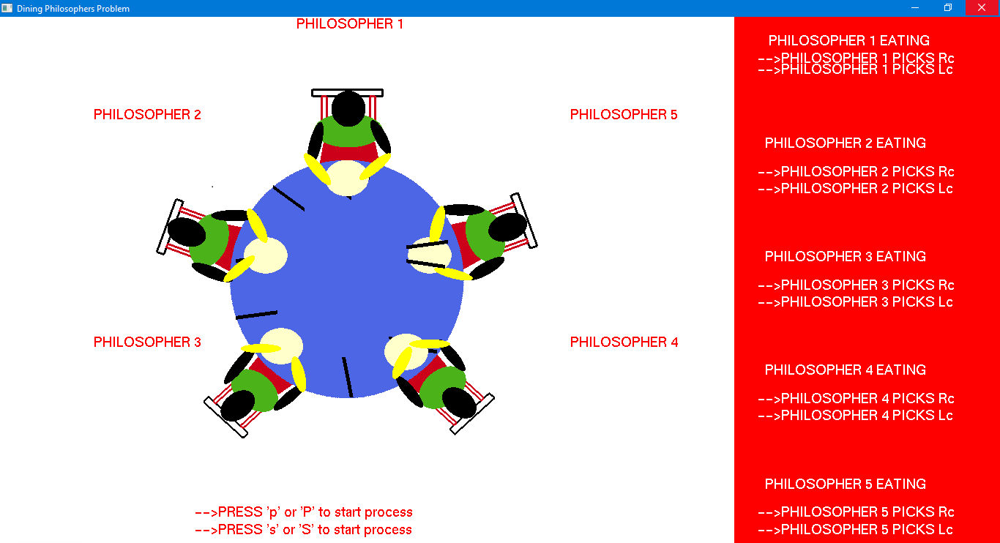 Dining Philosophers Problem
PHILOSOPHER 1
PHILOSOPHER 2
PHILOSOPHER 5
PHILOSOPHER 3
PHILOSOPHER 4
-->PRESS 'p' or 'P' to start process
-->PRESS 's' or 'S' to start process
PHILOSOPHER 1 EATING
-->PHILOSOPHER 1 PICKS Rc
-->PHILOSOPHER 1 PICKS Lc
PHILOSOPHER 2 EATING
-->PHILOSOPHER 2 PICKS Rc
-->PHILOSOPHER 2 PICKS Lc
PHILOSOPHER 3 EATING
-->PHILOSOPHER 3 PICKS Rc
-->PHILOSOPHER 3 PICKS Lc
PHILOSOPHER 4 EATING
-->PHILOSOPHER 4 PICKS Rc
-->PHILOSOPHER 4 PICKS Lc
PHILOSOPHER 5 EATING
-->PHILOSOPHER 5 PICKS Rc
-->PHILOSOPHER 5 PICKS Lc